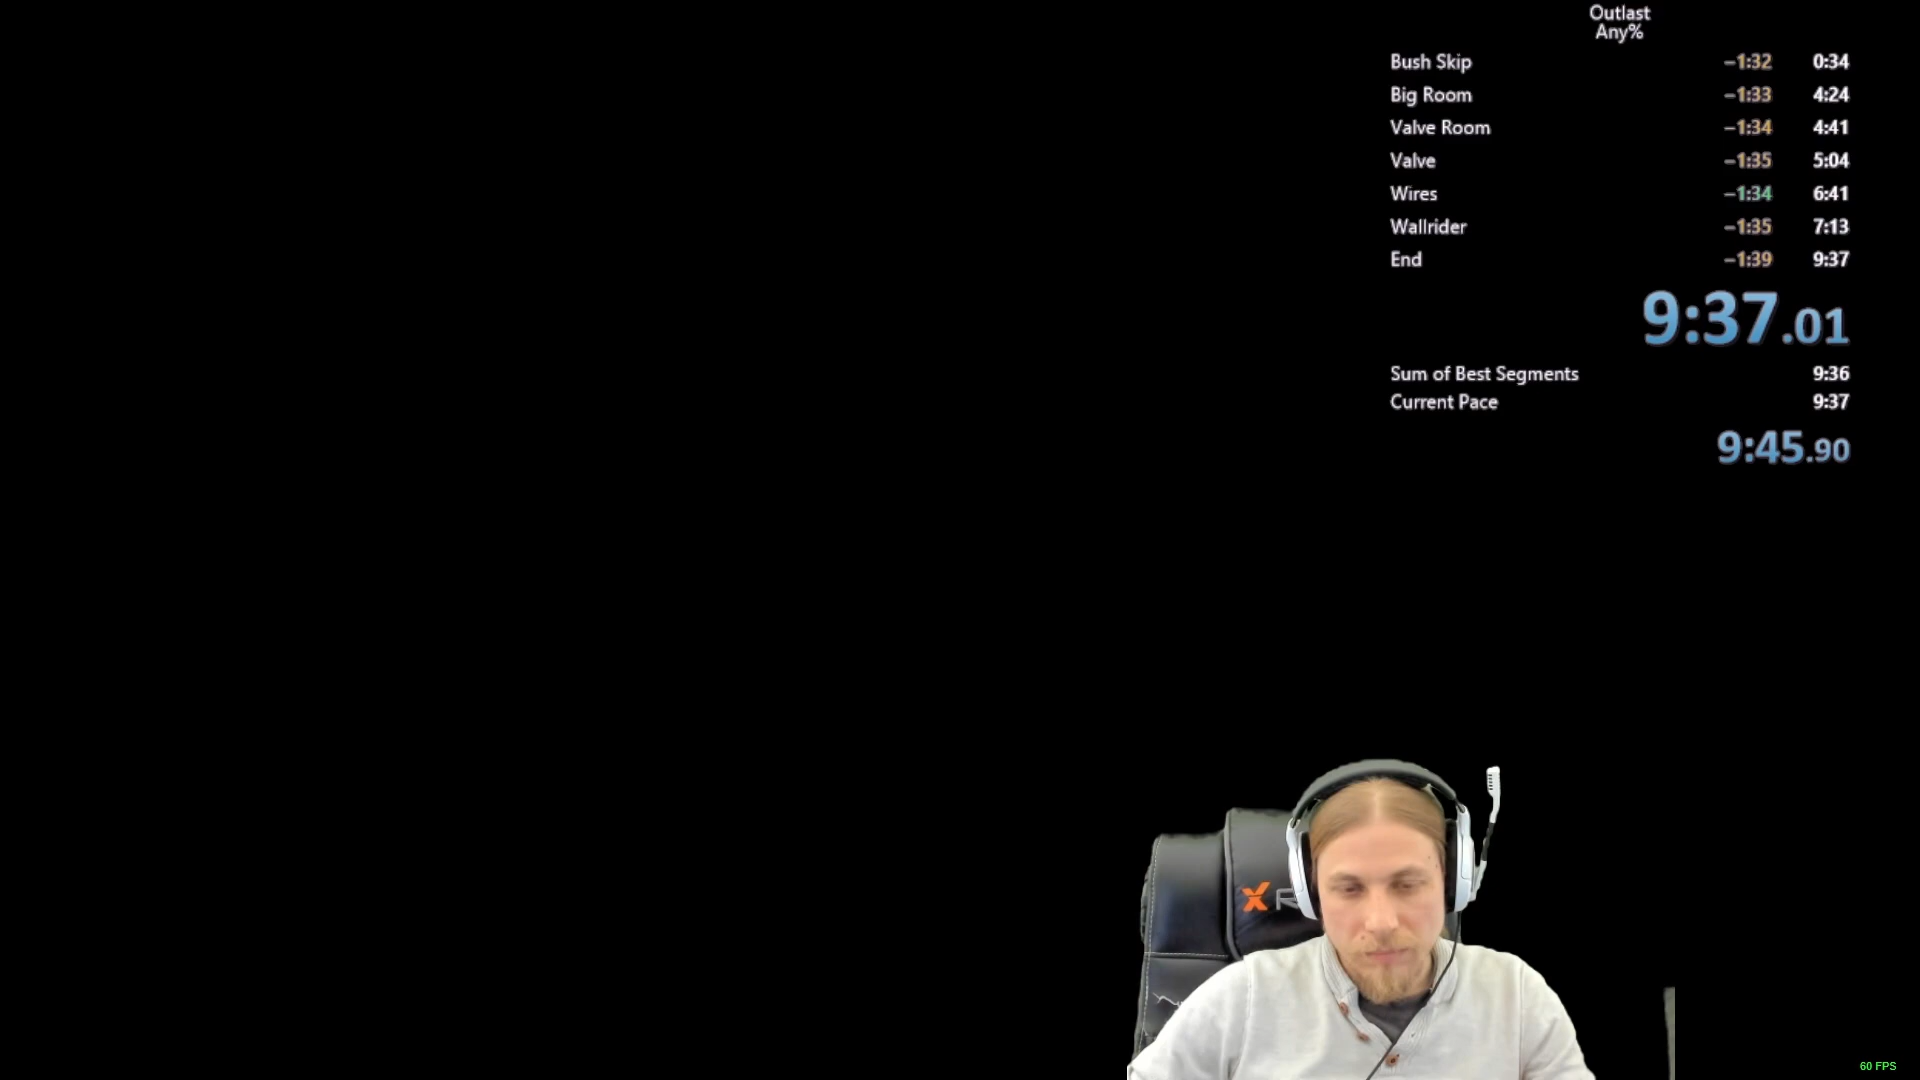 Outlast
Any%
Bush Skip −1:32 0:34
Big Room −1:33 4:24
Valve Room −1:34 4:41
Valve −1:35 5:04
Wires −1:34 6:41
Wallrider −1:35 7:13
End −1:39 9:37
9:37.01
Sum of Best Segments 9:36
Current Pace 9:37
9:45.90
X R
60 FPS